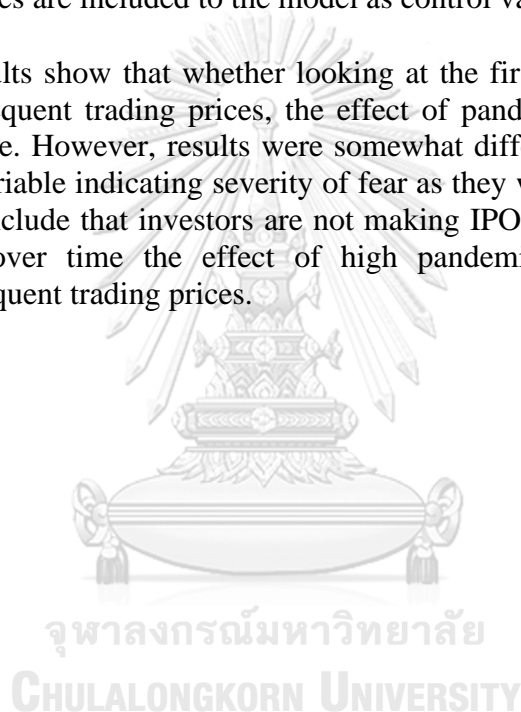 es are included to the model as control va
ults show that whether looking at the fir
equent trading prices, the effect of pand
e. However, results were somewhat diffe
riable indicating severity of fear as they w
clude that investors are not making IPO
over time the effect of high pandemi
quent trading prices.
จุฬาลงกรณ์มหาวิทยาลัย
CHULALONGKORN UNIVERSITY